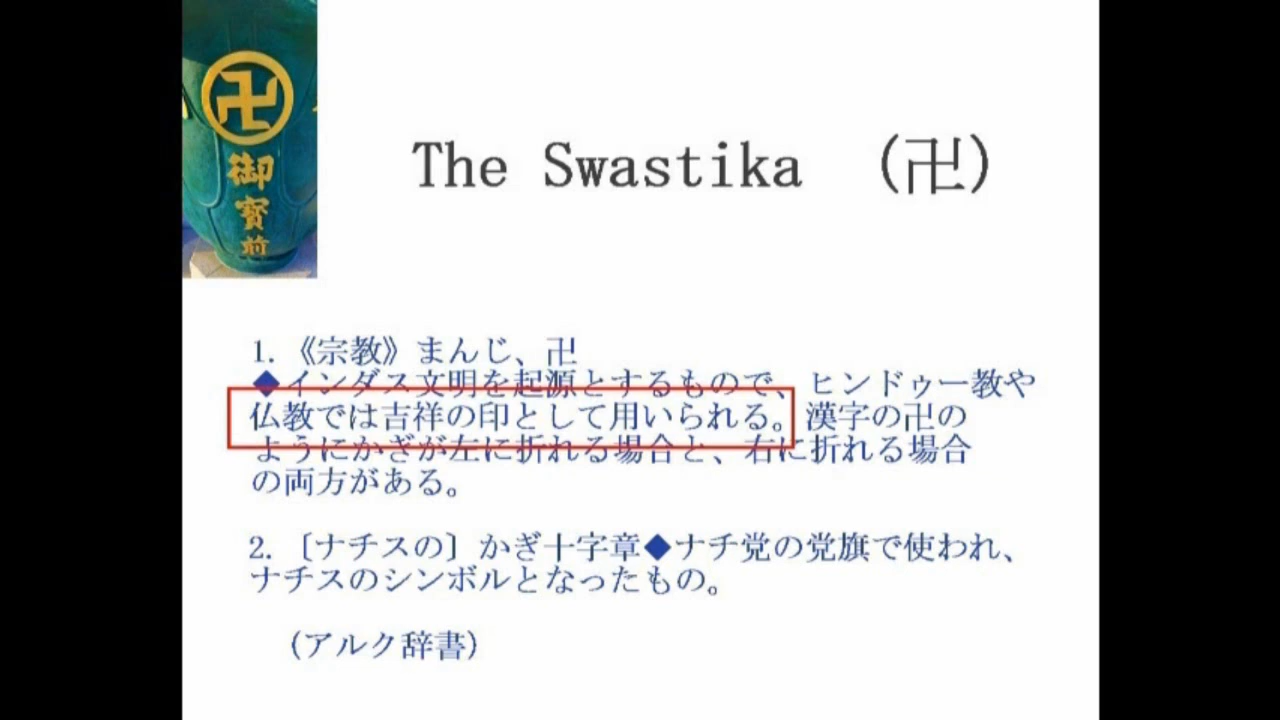 卍
御
寳
前
The Swastika （卍）
1. 《宗教》まんじ、卍
◆インダス文明を起源とするもので、ヒンドゥー教や
仏教では吉祥の印として用いられる。漢字の卍の
ようにかぎが左に折れる場合と、右に折れる場合
の両方がある。
2. 〔ナチスの〕かぎ十字章◆ナチ党の党旗で使われ、
ナチスのシンボルとなったもの。
（アルク辞書）